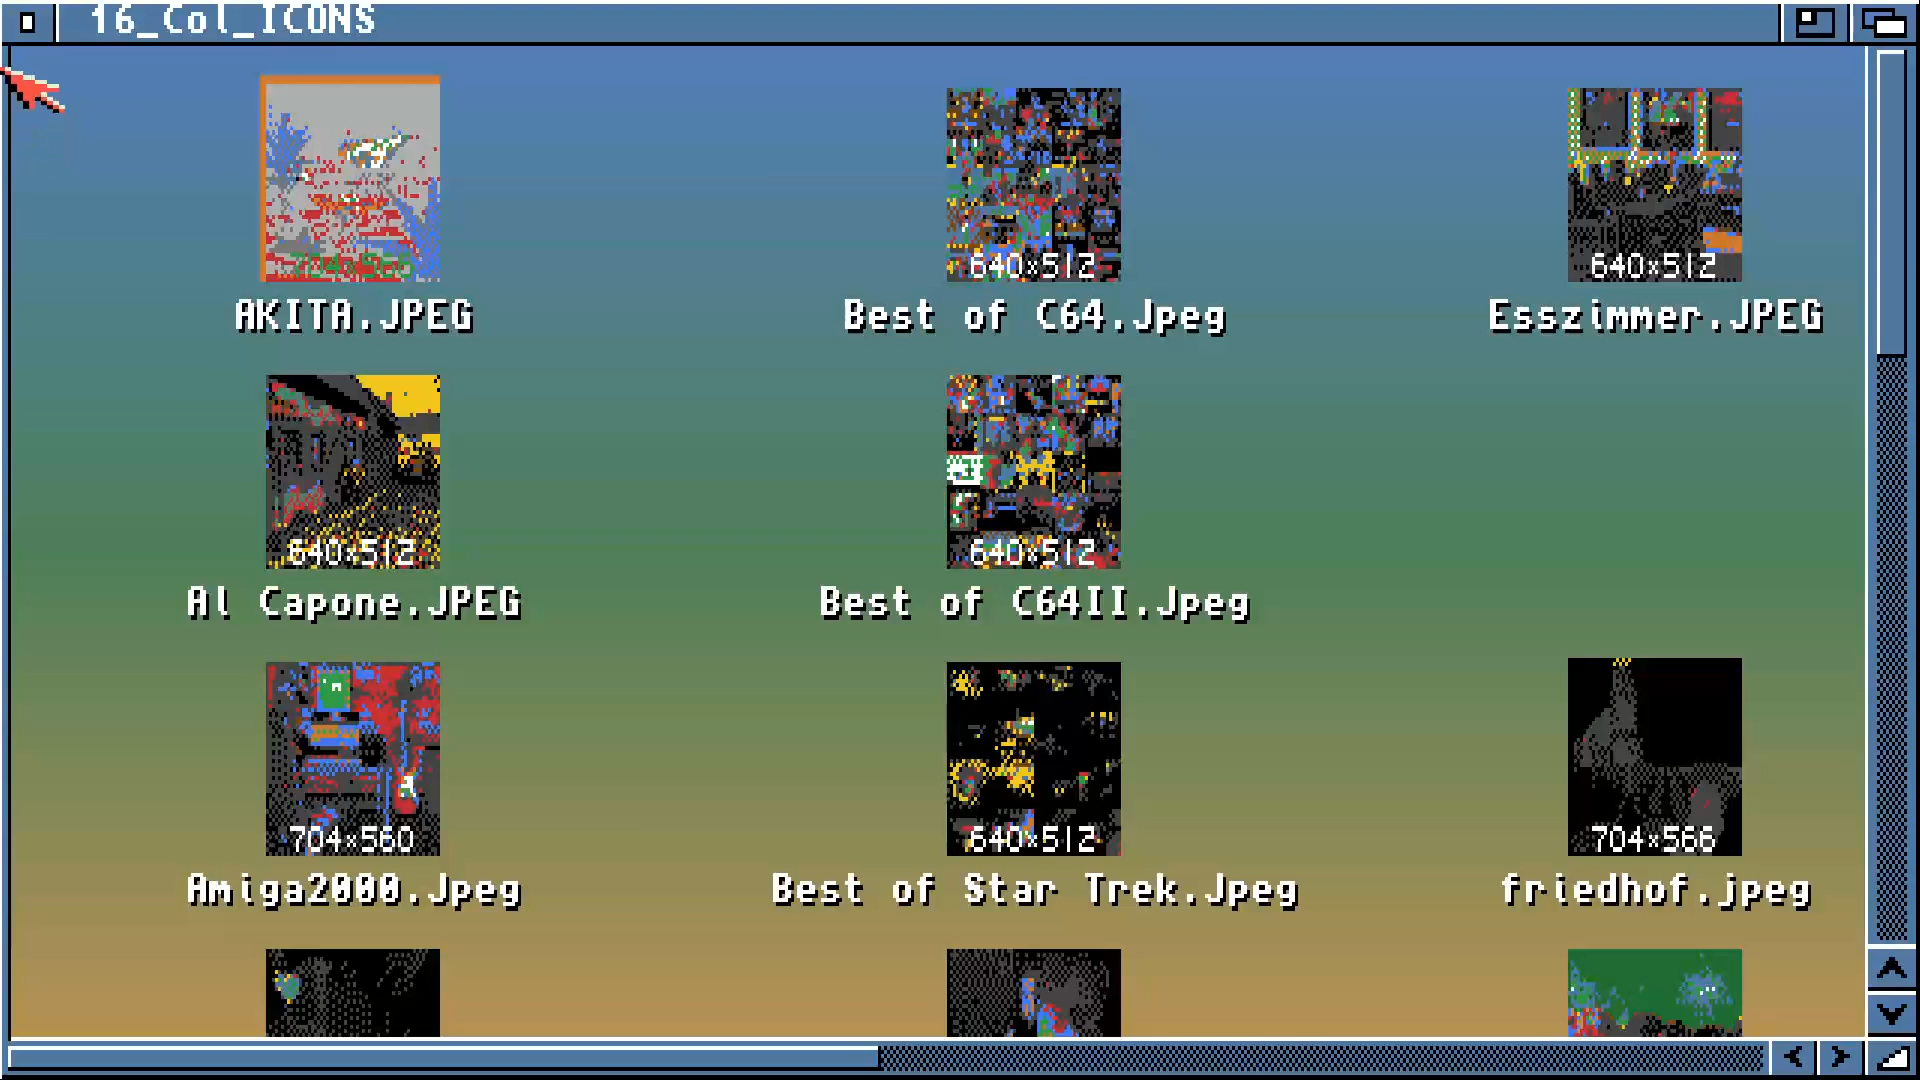 16_Col_ICONS
704x566
640x512
640x512
AKITA.JPEG
Best of C64.Jpeg
Esszimmer.JPEG
640x512
640x512
Al Capone.JPEG
Best of C64II.Jpeg
704x560
640x512
704x566
Amiga2000.Jpeg
Best of Star Trek.Jpeg
friedhof.jpeg